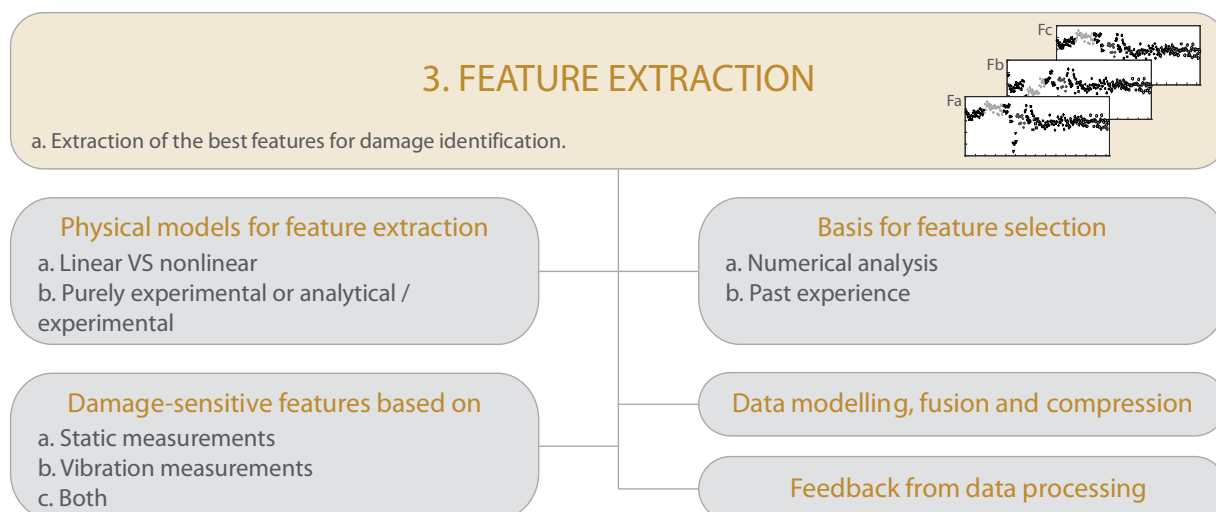 3. FEATURE EXTRACTION
a. Extraction of the best features for damage identification.
Fc
Fb
Fa
Physical models for feature extraction
a. Linear VS nonlinear
b. Purely experimental or analytical /
experimental
Basis for feature selection
a. Numerical analysis
b. Past experience
Damage-sensitive features based on
a. Static measurements
b. Vibration measurements
c. Both
Data modelling, fusion and compression
Feedback from data processing